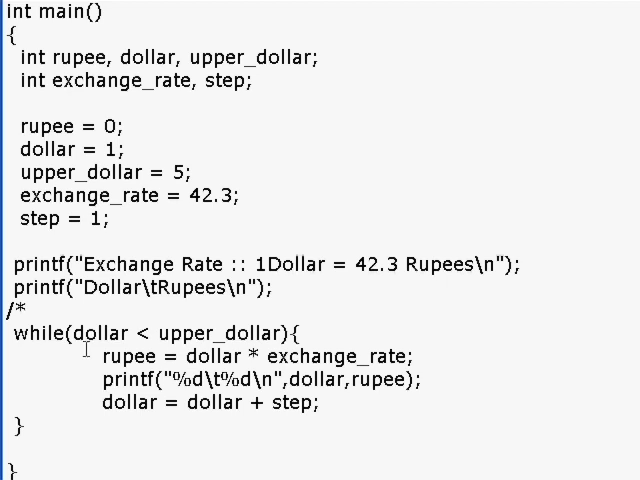 int main()
{
int rupee, dollar, upper_dollar;
int exchange_rate, step;
rupee = 0;
dollar = 1;
upper_dollar = 5;
exchange_rate = 42.3;
step = 1;
printf("Exchange Rate :: 1Dollar = 42.3 Rupees\n");
printf("Dollar\tRupees\n");
/*
while(dollar < upper_dollar){
rupee = dollar * exchange_rate;
printf("%d\t%d\n",dollar,rupee);
dollar = dollar + step;
}
}